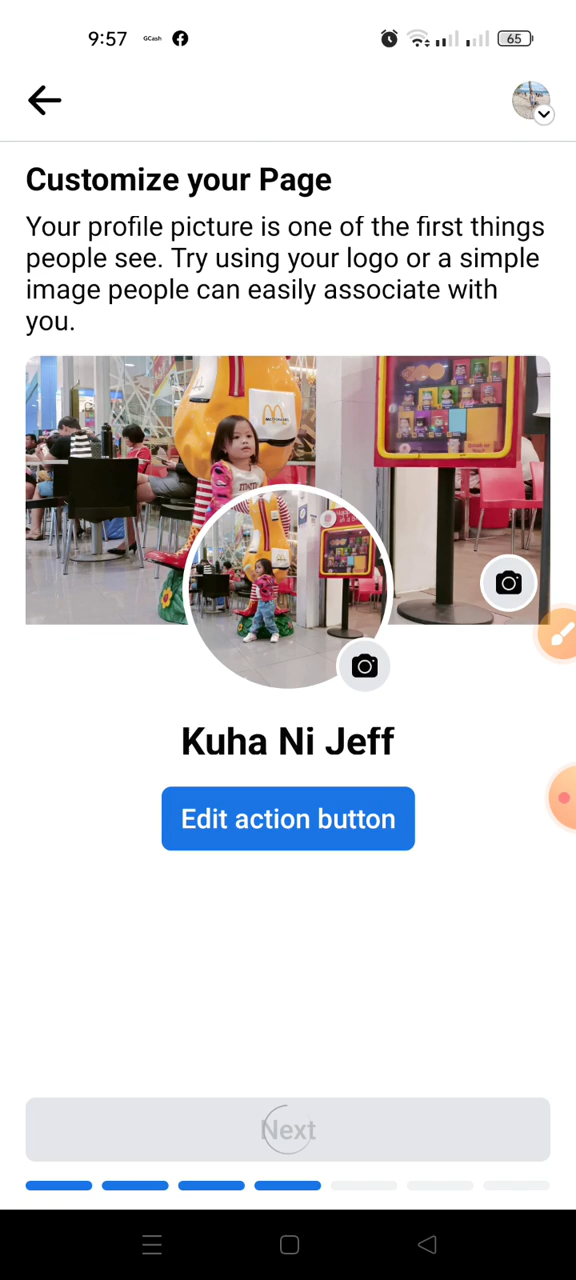 9:57 GCash 65
Customize your Page
Your profile picture is one of the first things
people see. Try using your logo or a simple
image people can easily associate with
you.
McDonald's
Kuha Ni Jeff
Edit action button
Next